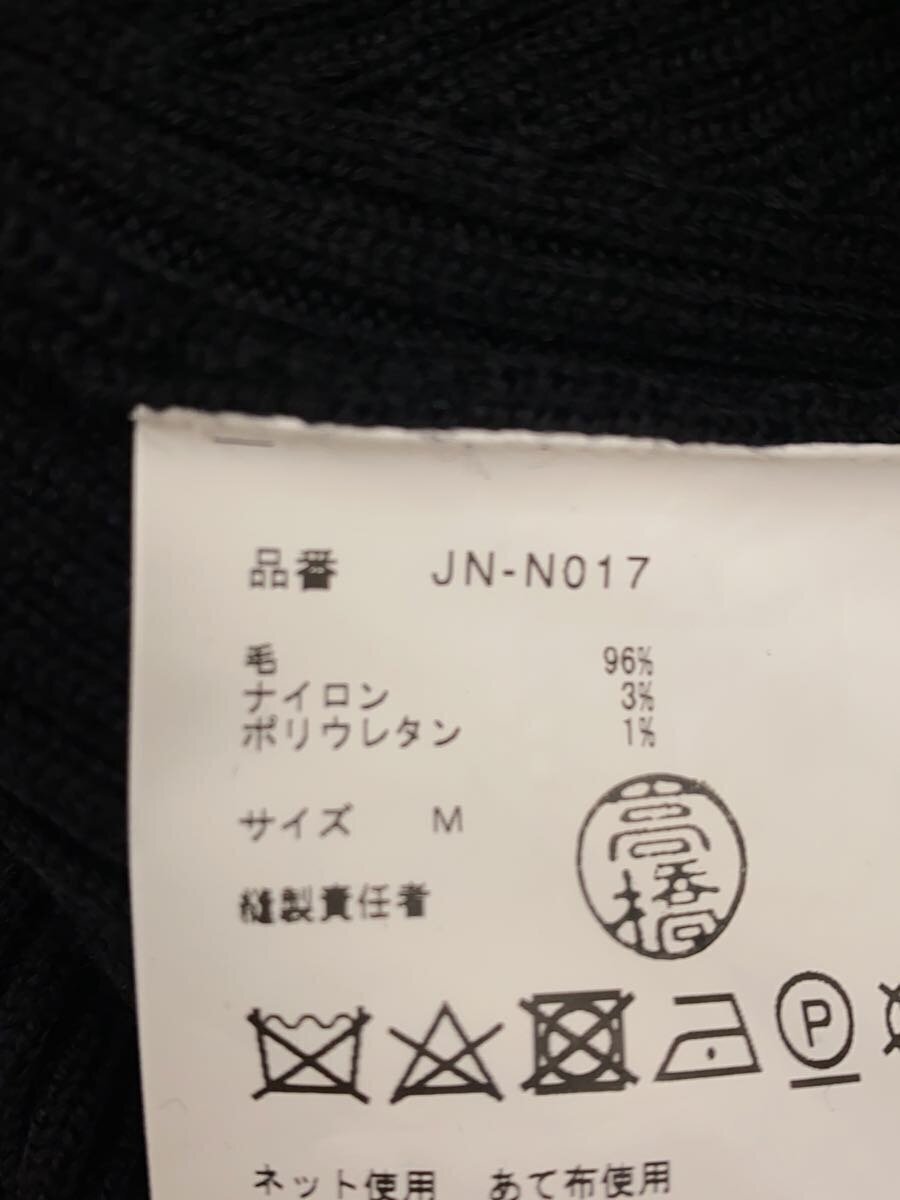 品番 JN-N017
毛 96%
ナイロン 3%
ポリウレタン 1%
サイズ M
縫製責任者 高橋
P
ネット使用 あて布使用